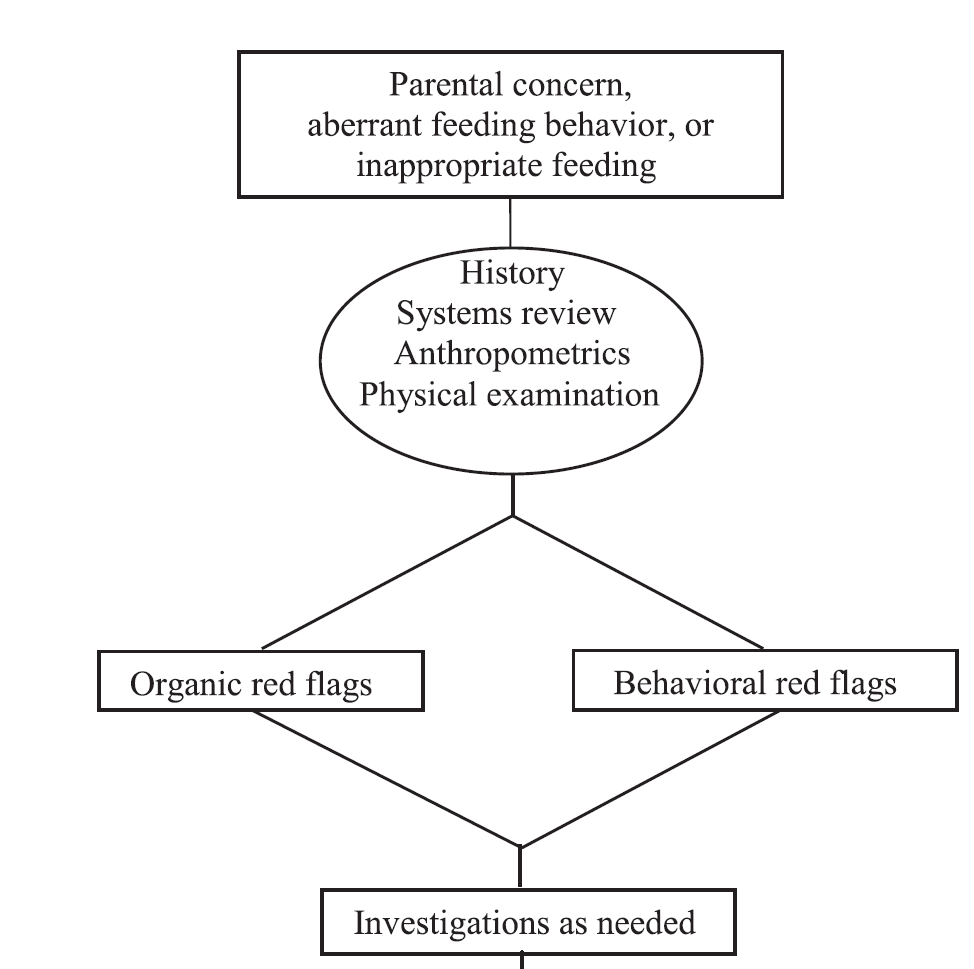 Parental concern,
aberrant feeding behavior, or
inappropriate feeding
History
Systems review
Anthropometrics
Physical examination
Organic red flags
Behavioral red flags
Investigations as needed